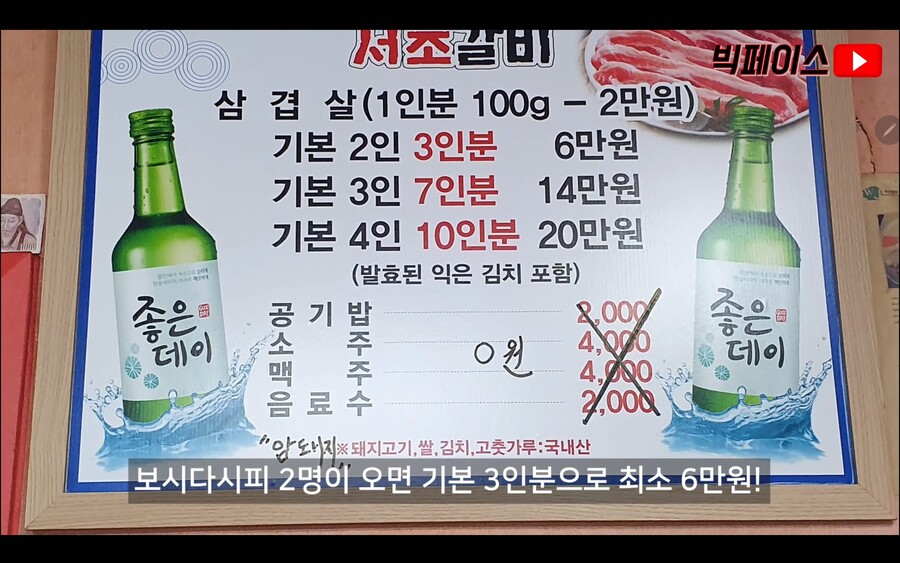 서초갈비
빅페이스
삼 겹 살(1인분 100g - 2만원)
기본 2인 3인분 6만원
기본 3인 7인분 14만원
기본 4인 10인분 20만원
(발효된 익은 김치 포함)
공 기 밥 2,000
소 주 4,000
맥 주 0원 4,000
음 료 수 2,000
"암돼지" ※돼지고기,쌀,김치,고춧가루:국내산
좋은
데이
좋은
데이
보시다시피 2명이 오면 기본 3인분으로 최소 6만원!